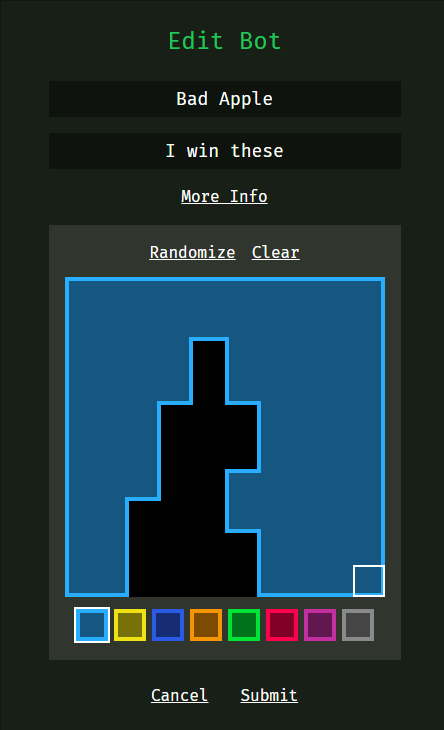 Edit Bot
Bad Apple
I win these
More Info
Randomize Clear
Cancel Submit